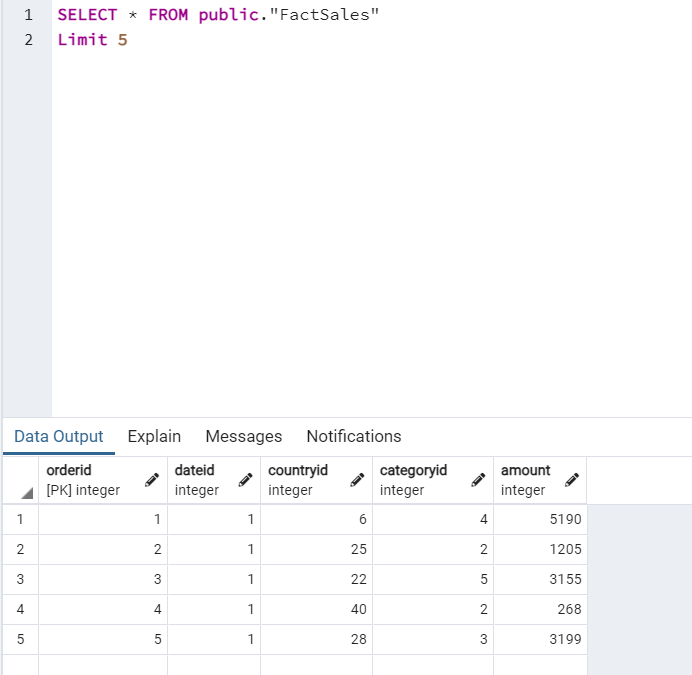 1 SELECT * FROM public."FactSales"
2 Limit 5
Data Output Explain Messages Notifications
orderid dateid countryid categoryid amount
[PK] integer integer integer integer integer
1 1 1 6 4 5190
2 2 1 25 2 1205
3 3 1 22 5 3155
4 4 1 40 2 268
5 5 1 28 3 3199